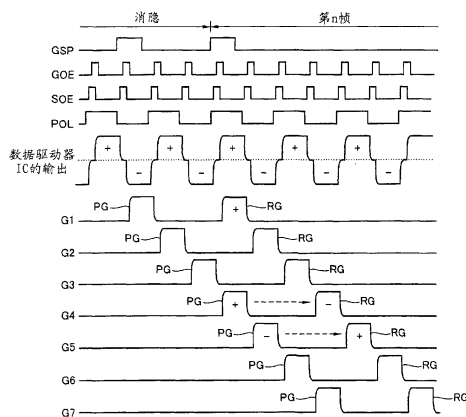 消隐 第n帧
GSP
GOE
SOE
POL
数据驱动器
IC的输出
+ - + - + - + - + -
G1 PG + RG
G2 PG RG
G3 PG RG
G4 PG + - RG
G5 PG - + RG
G6 PG RG
G7 PG RG